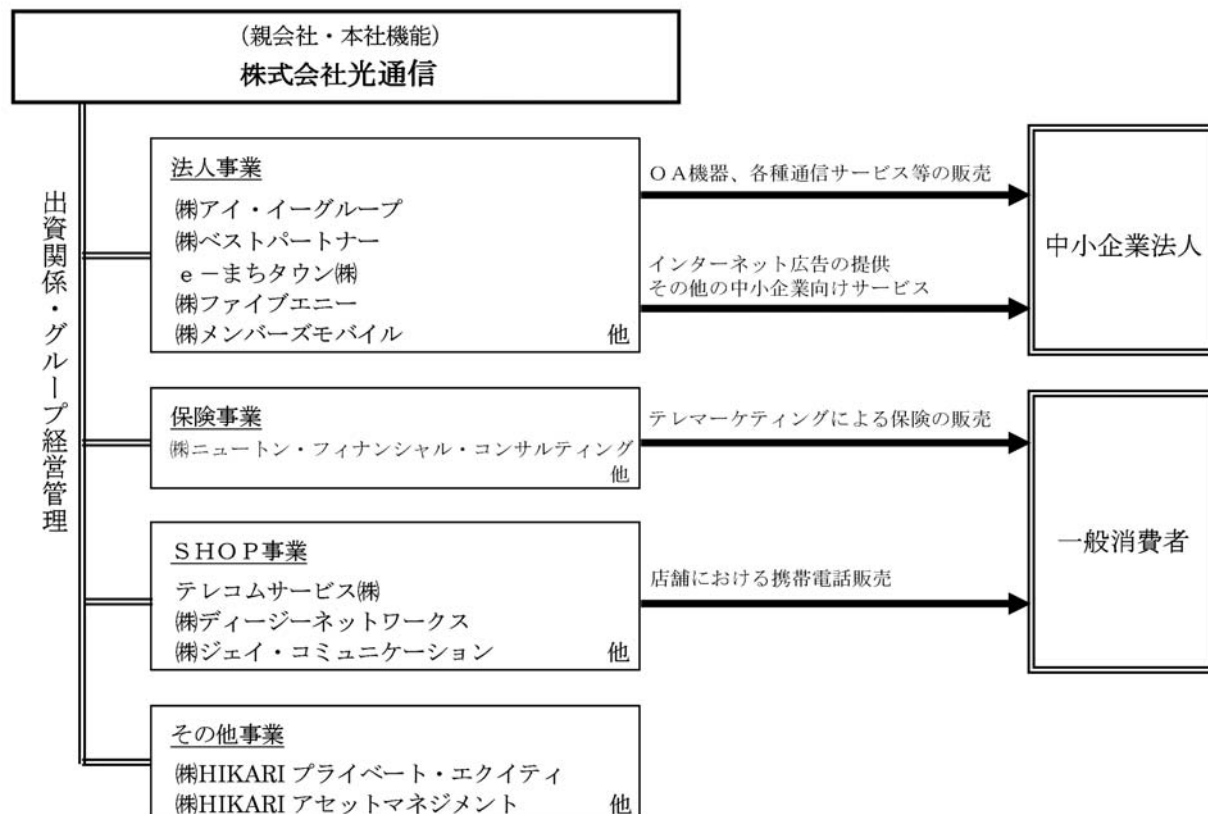 (親会社・本社機能)
株式会社光通信
出資関係・グループ経営管理
法人事業
㈱アイ・イーグループ
㈱ベストパートナー
e－まちタウン㈱
㈱ファイブエニー
㈱メンバーズモバイル 他
OA機器、各種通信サービス等の販売
インターネット広告の提供
その他の中小企業向けサービス
中小企業法人
保険事業
㈱ニュートン・フィナンシャル・コンサルティング
他
テレマーケティングによる保険の販売
SHOP事業
テレコムサービス㈱
㈱ディージーネットワークス
㈱ジェイ・コミュニケーション 他
店舗における携帯電話販売
一般消費者
その他事業
㈱HIKARI プライベート・エクイティ
㈱HIKARI アセットマネジメント 他